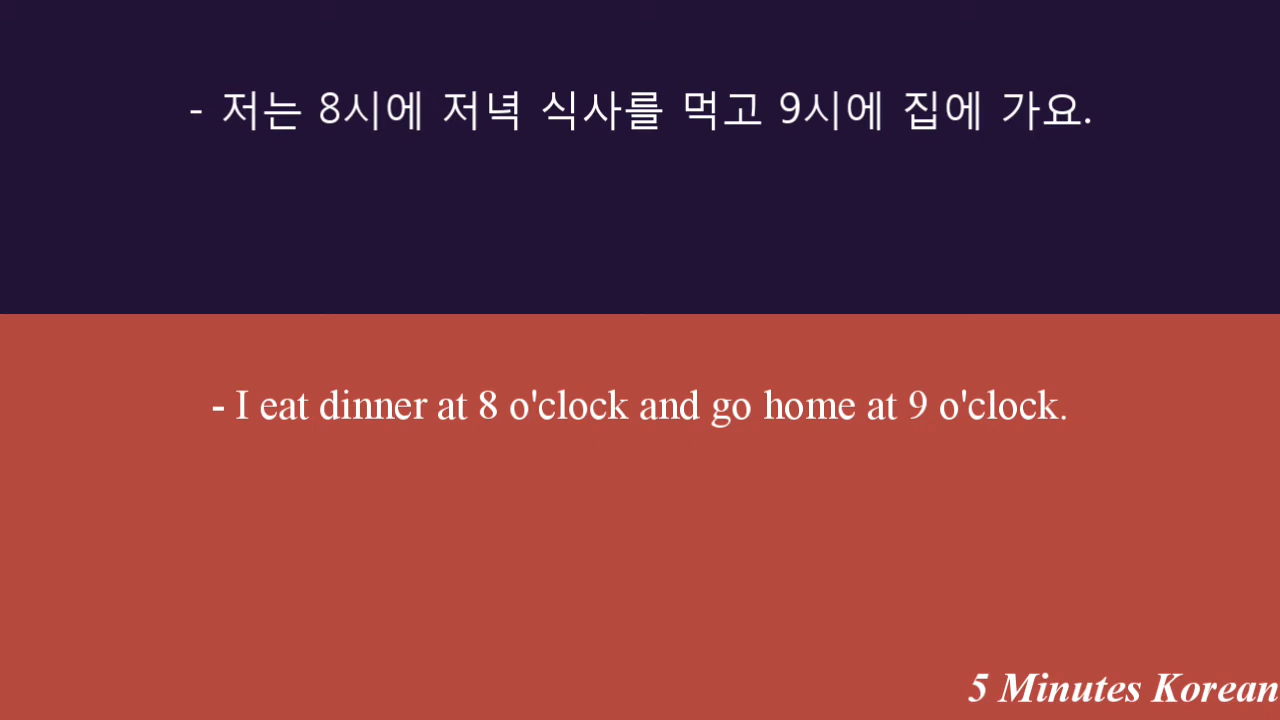 - 저는 8시에 저녁 식사를 먹고 9시에 집에 가요.
- I eat dinner at 8 o'clock and go home at 9 o'clock.
5 Minutes Korean